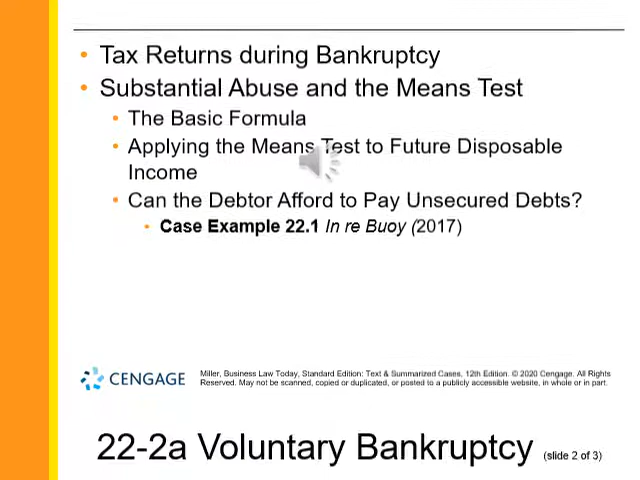 • Tax Returns during Bankruptcy
• Substantial Abuse and the Means Test
• The Basic Formula
• Applying the Means Test to Future Disposable
Income
• Can the Debtor Afford to Pay Unsecured Debts?
• Case Example 22.1 In re Buoy (2017)
CENGAGE
Miller, Business Law Today, Standard Edition: Text & Summarized Cases, 12th Edition. © 2020 Cengage. All Rights
Reserved. May not be scanned, copied or duplicated, or posted to a publicly accessible website, in whole or in part.
22-2a Voluntary Bankruptcy (slide 2 of 3)